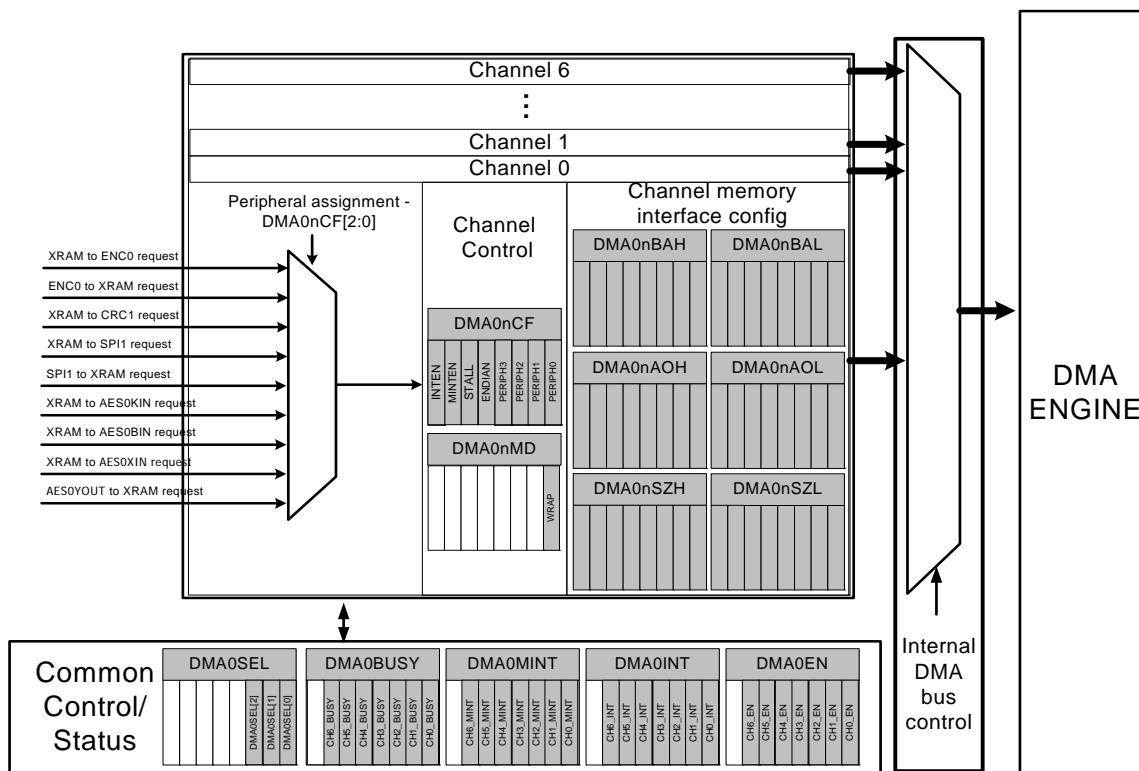 Channel 6
Channel 1
Channel 0
Peripheral assignment -
DMA0nCF[2:0]
XRAM to ENC0 request
ENC0 to XRAM request
XRAM to CRC1 request
XRAM to SPI1 request
SPI1 to XRAM request
XRAM to AES0KIN request
XRAM to AES0BIN request
XRAM to AES0XIN request
AES0YOUT to XRAM request
Channel
Control
DMA0nCF
INTEN
MINTEN
STALL
ENDIAN
PERIPH3
PERIPH2
PERIPH1
PERIPH0
DMA0nMD
WRAP
Channel memory
interface config
DMA0nBAH
DMA0nBAL
DMA0nAOH
DMA0nAOL
DMA0nSZH
DMA0nSZL
Internal
DMA
bus
control
DMA
ENGINE
Common
Control/
Status
DMA0SEL
DMA0SEL[2]
DMA0SEL[1]
DMA0SEL[0]
DMA0BUSY
CH6_BUSY
CH5_BUSY
CH4_BUSY
CH3_BUSY
CH2_BUSY
CH1_BUSY
CH0_BUSY
DMA0MINT
CH6_MINT
CH5_MINT
CH4_MINT
CH3_MINT
CH2_MINT
CH1_MINT
CH0_MINT
DMA0INT
CH6_INT
CH5_INT
CH4_INT
CH3_INT
CH2_INT
CH1_INT
CH0_INT
DMA0EN
CH6_EN
CH5_EN
CH4_EN
CH3_EN
CH2_EN
CH1_EN
CH0_EN